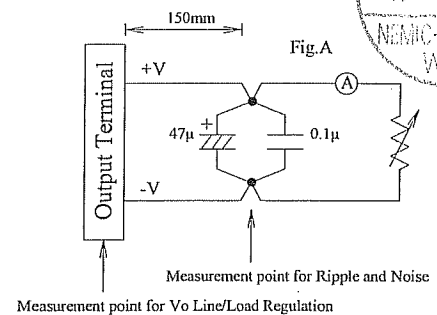 150mm
Fig.A
NEMIC-
W
+V
A
Output Terminal
+
47μ
0.1μ
-V
Measurement point for Ripple and Noise
Measurement point for Vo Line/Load Regulation